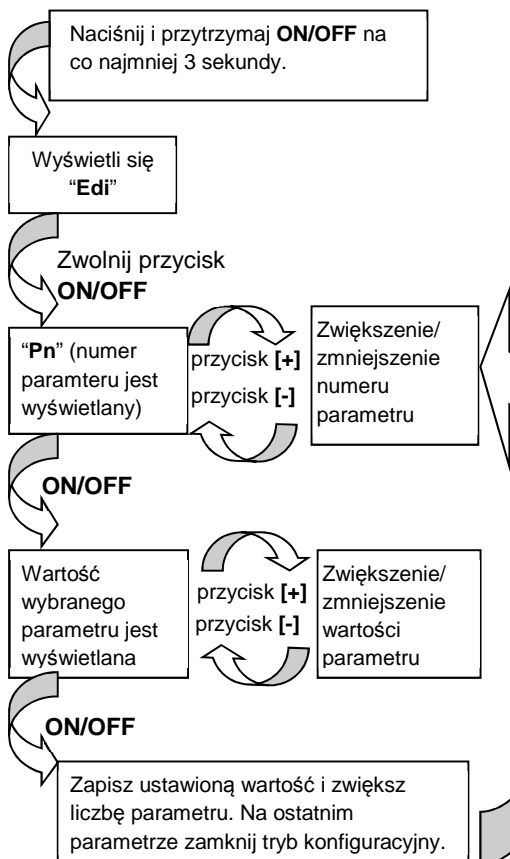 Naciśnij i przytrzymaj ON/OFF na
co najmniej 3 sekundy.
Wyświetli się
“Edi”
Zwolnij przycisk
ON/OFF
“Pn” (numer
paramteru jest
wyświetlany)
przycisk [+]
przycisk [-]
Zwiększenie/
zmniejszenie
numeru
parametru
ON/OFF
Wartość
wybranego
parametru jest
wyświetlana
przycisk [+]
przycisk [-]
Zwiększenie/
zmniejszenie
wartości
parametru
ON/OFF
Zapisz ustawioną wartość i zwiększ
liczbę parametru. Na ostatnim
parametrze zamknij tryb konfiguracyjny.